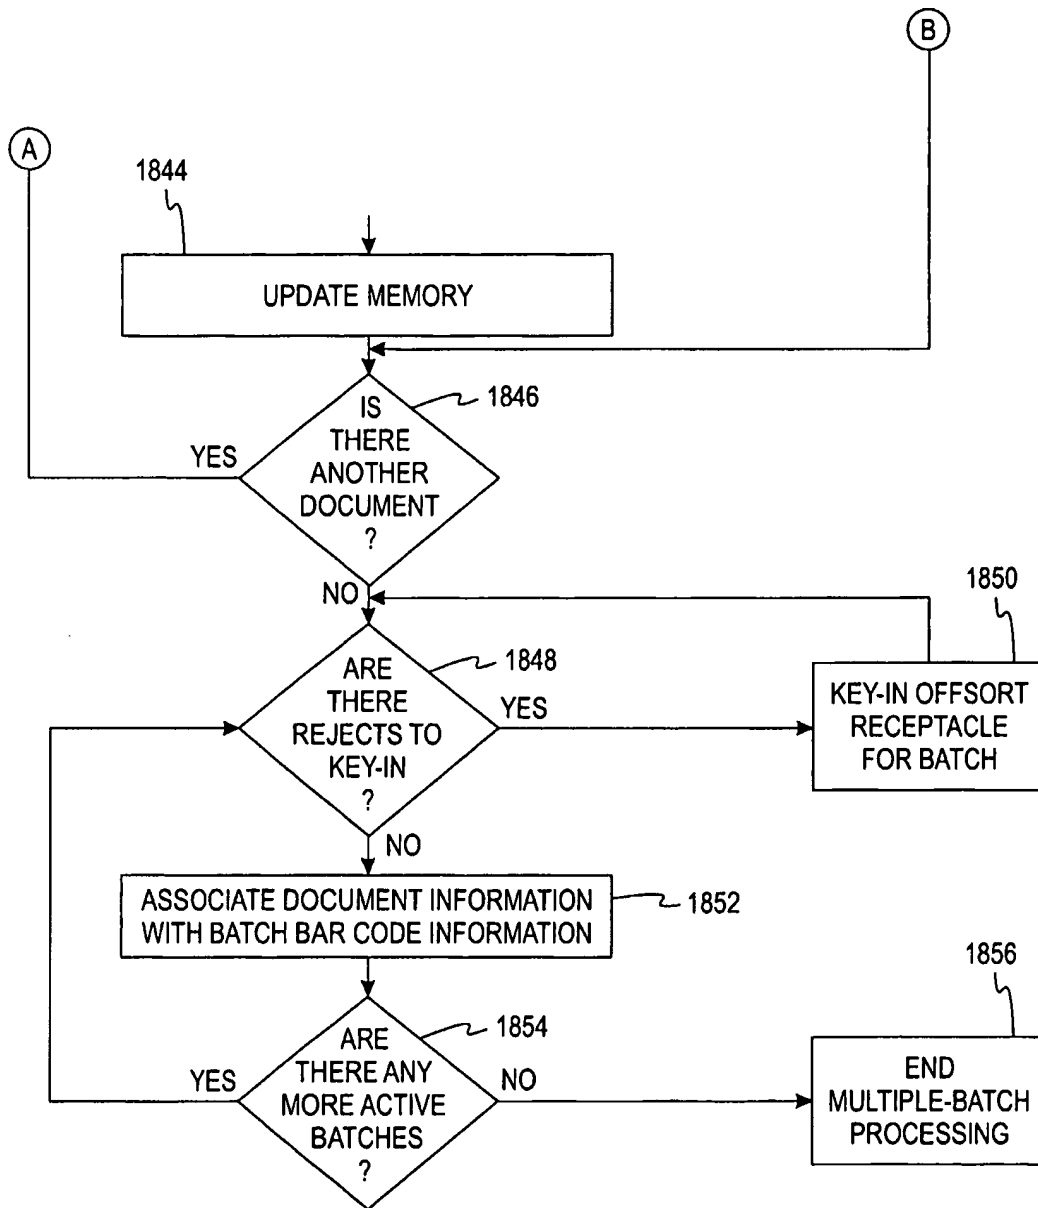 B
A
1844
UPDATE MEMORY
1846
IS
THERE
ANOTHER
DOCUMENT
?
YES
NO
1850
1848
ARE
THERE
REJECTS TO
KEY-IN
?
YES
KEY-IN OFFSORT
RECEPTACLE
FOR BATCH
NO
ASSOCIATE DOCUMENT INFORMATION
WITH BATCH BAR CODE INFORMATION
1852
1856
1854
ARE
THERE ANY
MORE ACTIVE
BATCHES
?
YES
NO
END
MULTIPLE-BATCH
PROCESSING